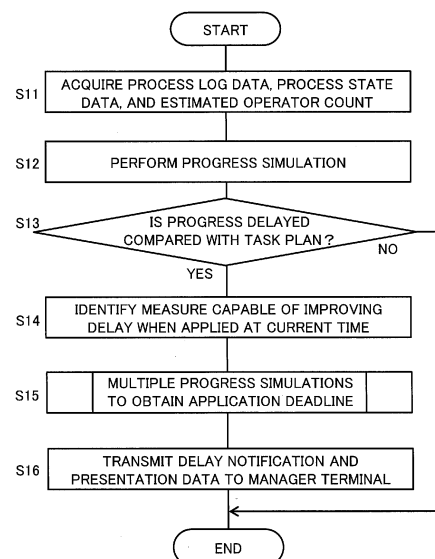 START
S11
ACQUIRE PROCESS LOG DATA, PROCESS STATE
DATA, AND ESTIMATED OPERATOR COUNT
S12
PERFORM PROGRESS SIMULATION
S13
IS PROGRESS DELAYED
COMPARED WITH TASK PLAN?
NO
YES
S14
IDENTIFY MEASURE CAPABLE OF IMPROVING
DELAY WHEN APPLIED AT CURRENT TIME
S15
MULTIPLE PROGRESS SIMULATIONS
TO OBTAIN APPLICATION DEADLINE
S16
TRANSMIT DELAY NOTIFICATION AND
PRESENTATION DATA TO MANAGER TERMINAL
END